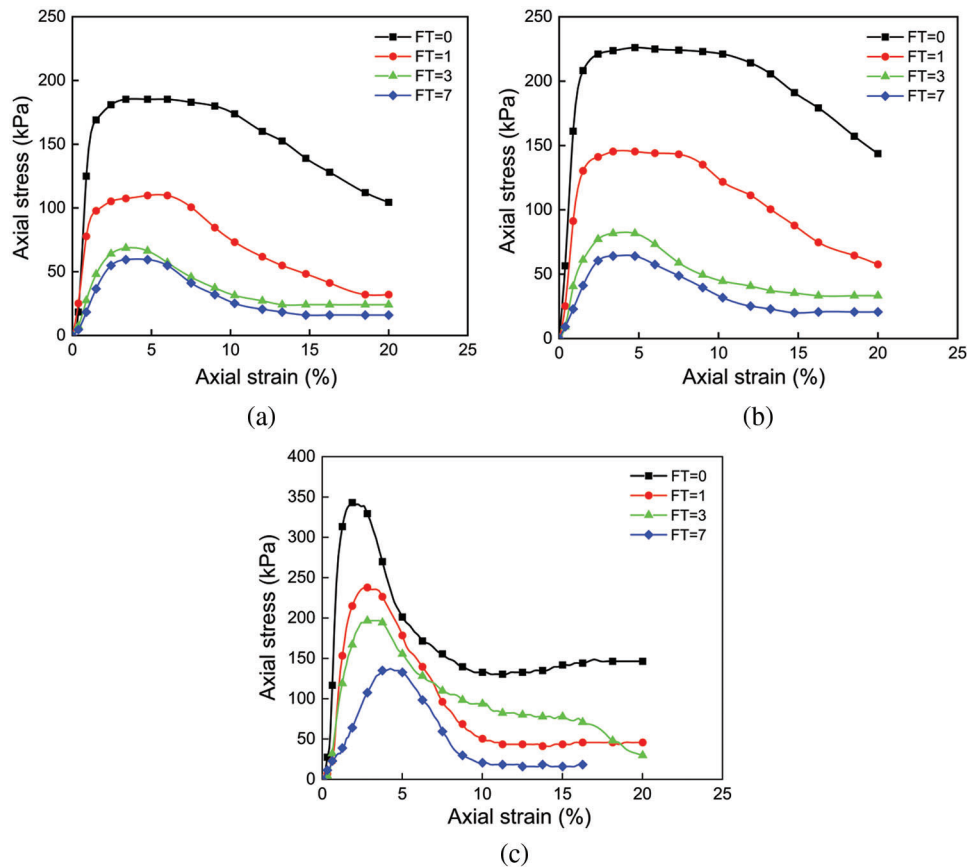 250
200
150
100
50
0
Axial stress (kPa)
FT=0
FT=1
FT=3
FT=7
0 5 10 15 20 25
Axial strain (%)
(a)
250
200
150
100
50
0
Axial stress (kPa)
FT=0
FT=1
FT=3
FT=7
0 5 10 15 20 25
Axial strain (%)
(b)
400
350
300
250
200
150
100
50
0
Axial stress (kPa)
FT=0
FT=1
FT=3
FT=7
0 5 10 15 20 25
Axial strain (%)
(c)